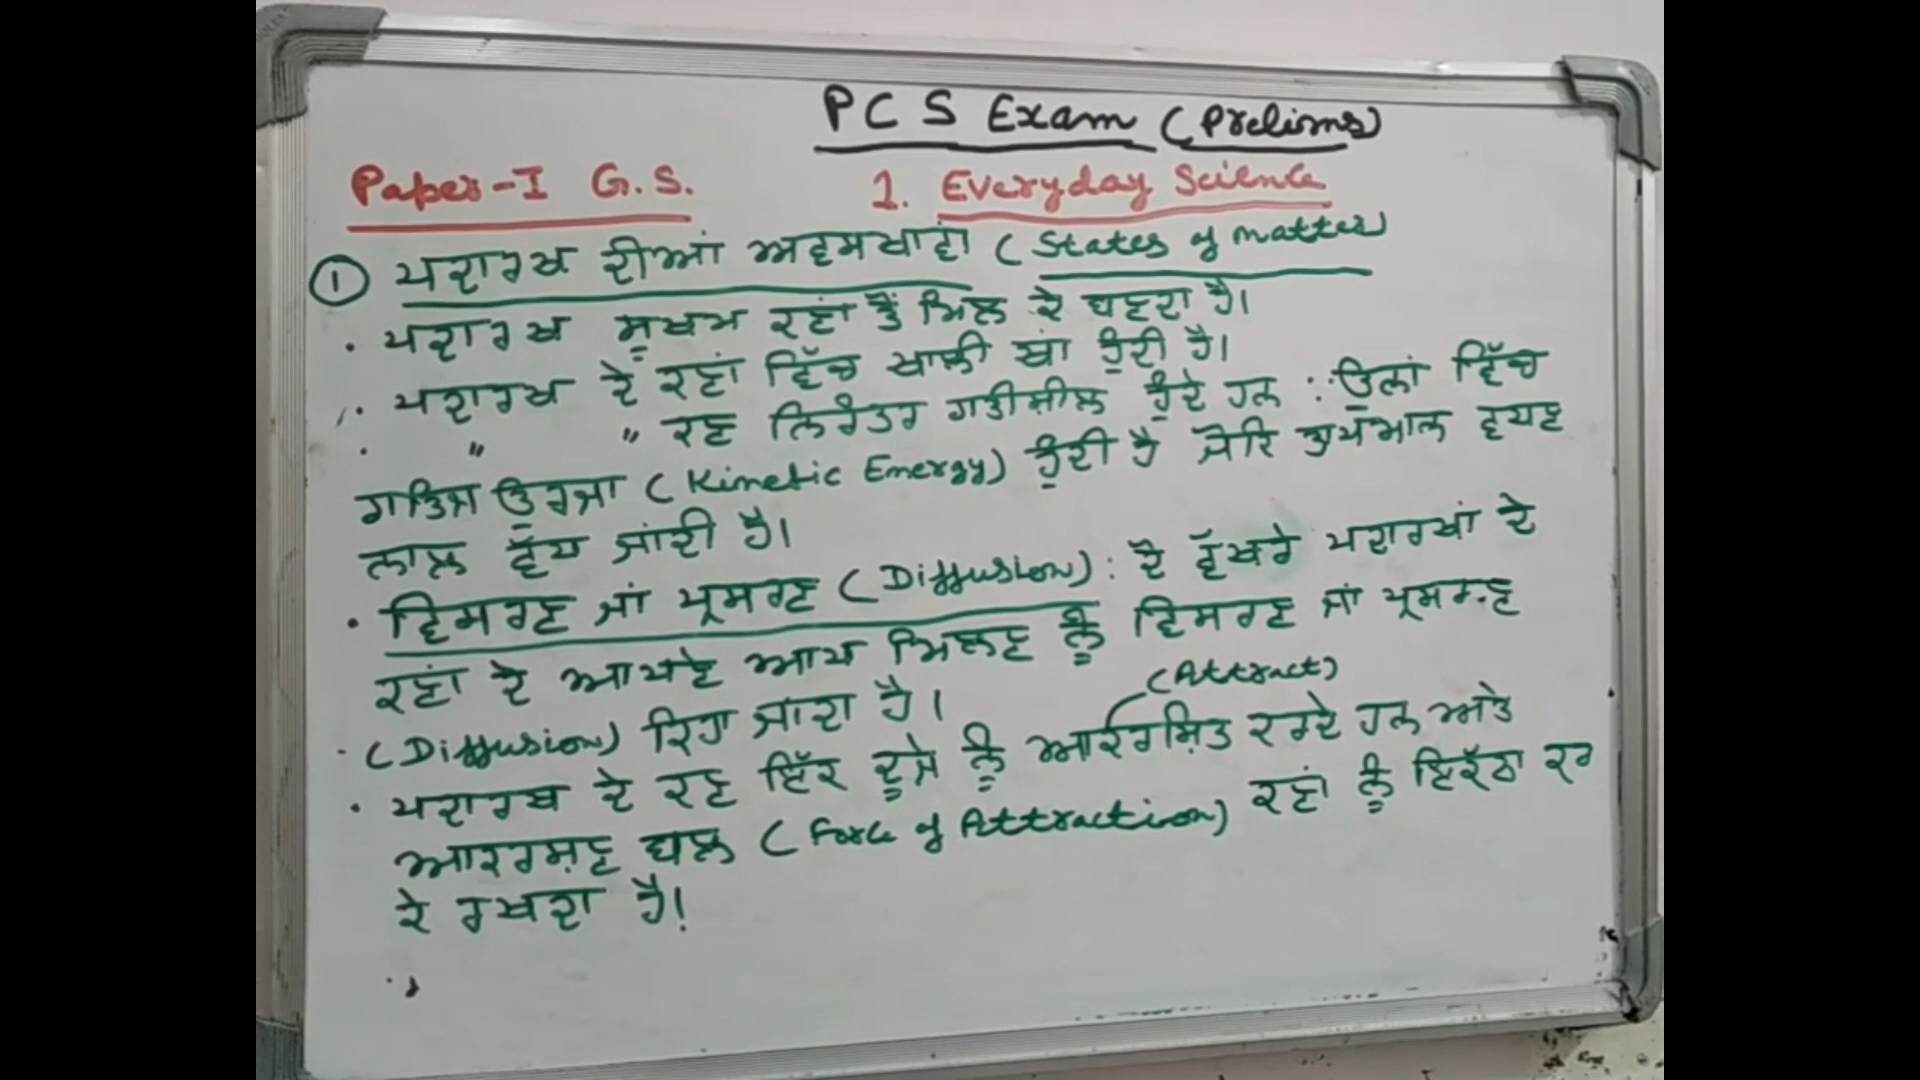 PCS Exam (Prelims)
Paper-I G.S. 1. Everyday Science
① ਪਦਾਰਥ ਦੀਆਂ ਅਵਸਥਾਵਾਂ (States of matter)
· ਪਦਾਰਥ ਸੂਖਮ ਕਣਾਂ ਤੋਂ ਮਿਲ ਕੇ ਬਣਦਾ ਹੈ।
· ਪਦਾਰਥ ਦੇ ਕਣਾਂ ਵਿੱਚ ਖਾਲੀ ਥਾਂ ਹੁੰਦੀ ਹੈ।
· " " ਕਣ ਨਿਰੰਤਰ ਗਤੀਸ਼ੀਲ ਹੁੰਦੇ ਹਨ : ਉਨਾਂ ਵਿੱਚ
ਗਤਿਜ ਊਰਜਾ (Kinetic Energy) ਹੁੰਦੀ ਹੈ ਜੋਕਿ ਤਾਪਮਾਨ ਵਧਣ
ਨਾਲ ਵੱਧ ਜਾਂਦੀ ਹੈ।
· ਵਿਸਰਣ ਜਾਂ ਪ੍ਰਸਰਣ (Diffusion) : ਦੋ ਵੱਖਰੇ ਪਦਾਰਥਾਂ ਦੇ
ਕਣਾਂ ਦੇ ਆਪਣੇ ਆਪ ਮਿਲਣ ਨੂੰ ਵਿਸਰਣ ਜਾਂ ਪ੍ਰਸਰਣ
(Diffusion) ਕਿਹਾ ਜਾਂਦਾ ਹੈ।
(Attract)
· ਪਦਾਰਥ ਦੇ ਕਣ ਇੱਕ ਦੂਜੇ ਨੂੰ ਆਕਰਸ਼ਿਤ ਕਰਦੇ ਹਨ ਅਤੇ
ਆਕਰਸ਼ਣ ਬਲ (Force of Attraction) ਕਣਾਂ ਨੂੰ ਇਕੱਠਾ ਕਰ
ਕੇ ਰਖਦਾ ਹੈ।